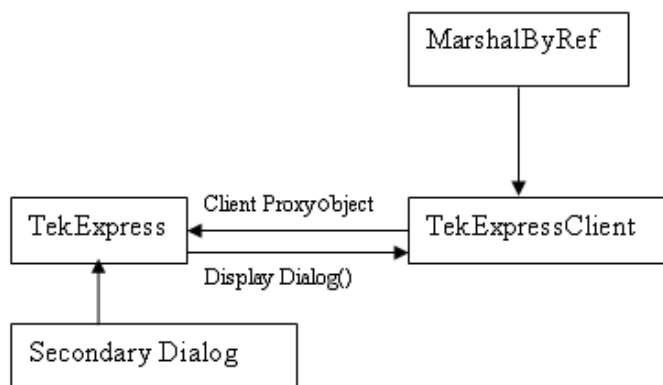 MarshalByRef
Client Proxyobject
TekExpress
TekExpressClient
Display Dialog()
Secondary Dialog